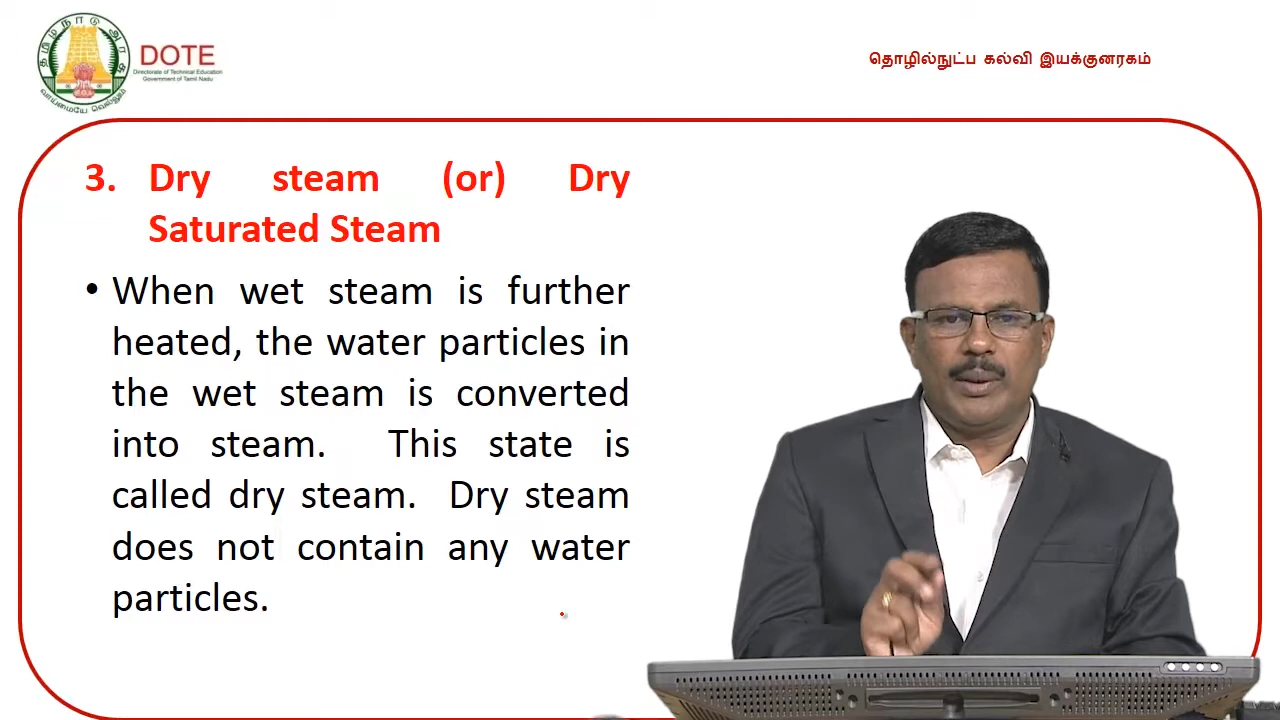 தமிழ்நாடு அரசு
வாய்மையே வெல்லும்
DOTE
Directorate of Technical Education
Government of Tamil Nadu
தொழில்நுட்ப கல்வி இயக்குனரகம்
3. Dry steam (or) Dry
Saturated Steam
• When wet steam is further
heated, the water particles in
the wet steam is converted
into steam. This state is
called dry steam. Dry steam
does not contain any water
particles.